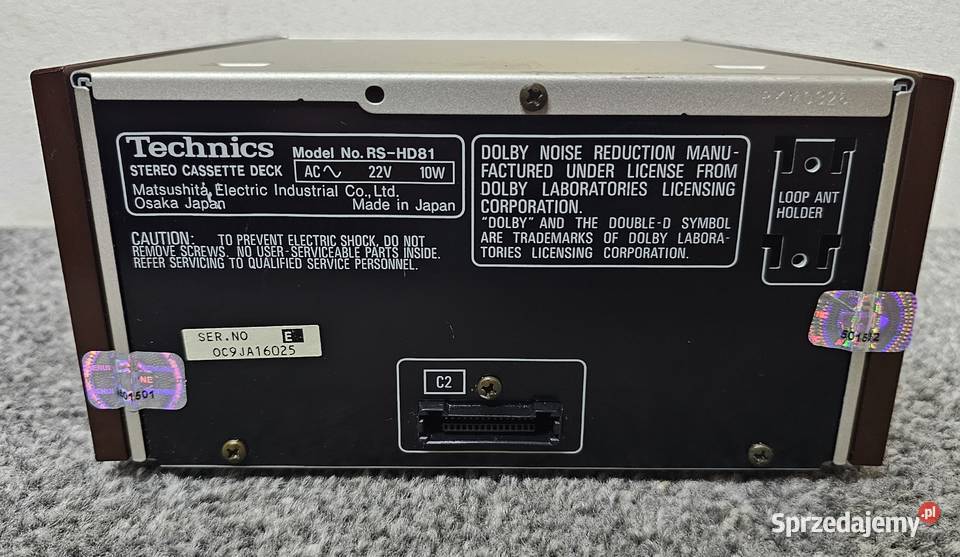 Technics
Model No. RS-HD81
STEREO CASSETTE DECK
AC 22V 10W
Matsushita Electric Industrial Co., Ltd.
Osaka Japan Made in Japan
DOLBY NOISE REDUCTION MANU-
FACTURED UNDER LICENSE FROM
DOLBY LABORATORIES LICENSING
CORPORATION.
"DOLBY" AND THE DOUBLE-D SYMBOL
ARE TRADEMARKS OF DOLBY LABORA-
TORIES LICENSING CORPORATION.
LOOP ANT
HOLDER
CAUTION: TO PREVENT ELECTRIC SHOCK, DO NOT
REMOVE SCREWS. NO USER-SERVICEABLE PARTS INSIDE.
REFER SERVICING TO QUALIFIED SERVICE PERSONNEL.
SER.NO E
OC9JA16025
C2
Sprzedajemy.pl